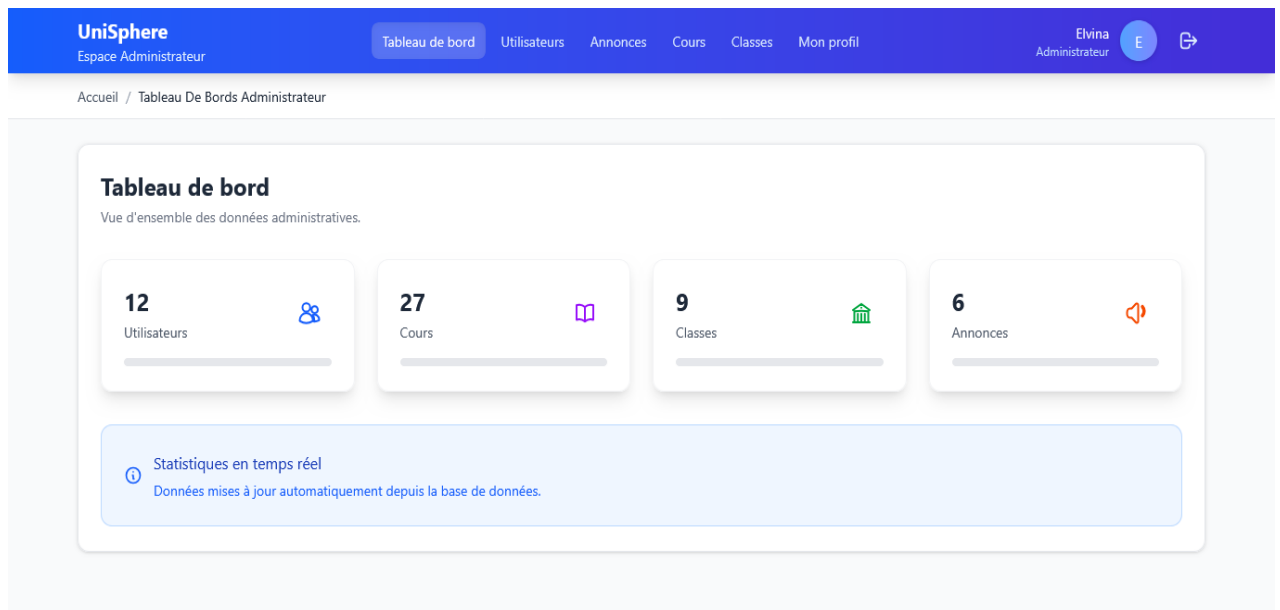 UniSphere
Espace Administrateur
Tableau de bord
Utilisateurs
Annonces
Cours
Classes
Mon profil
Elvina
Administrateur
E
Accueil / Tableau De Bords Administrateur
Tableau de bord
Vue d'ensemble des données administratives.
12
Utilisateurs
27
Cours
9
Classes
6
Annonces
Statistiques en temps réel
Données mises à jour automatiquement depuis la base de données.